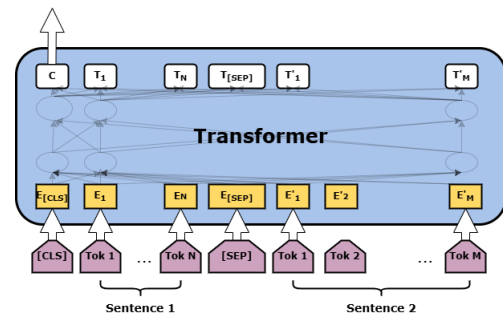 C T1 TN T[SEP] T'1 T'M
Transformer
E[CLS] E1 EN E[SEP] E'1 E'2 E'M
[CLS] Tok 1 ... Tok N [SEP] Tok 1 Tok 2 ... Tok M
Sentence 1 Sentence 2